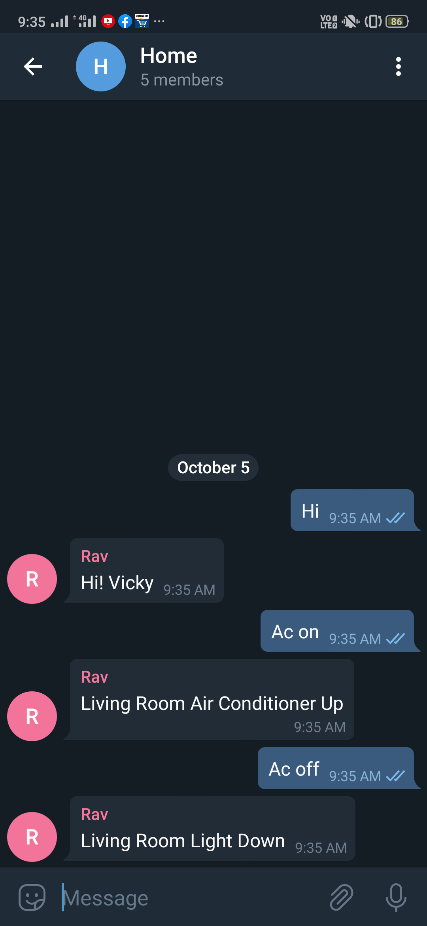 9:35 4G VoLTE 86
H Home
5 members
October 5
Hi 9:35 AM
Rav
R Hi! Vicky 9:35 AM
Ac on 9:35 AM
Rav
R Living Room Air Conditioner Up
9:35 AM
Ac off 9:35 AM
Rav
R Living Room Light Down 9:35 AM
Message